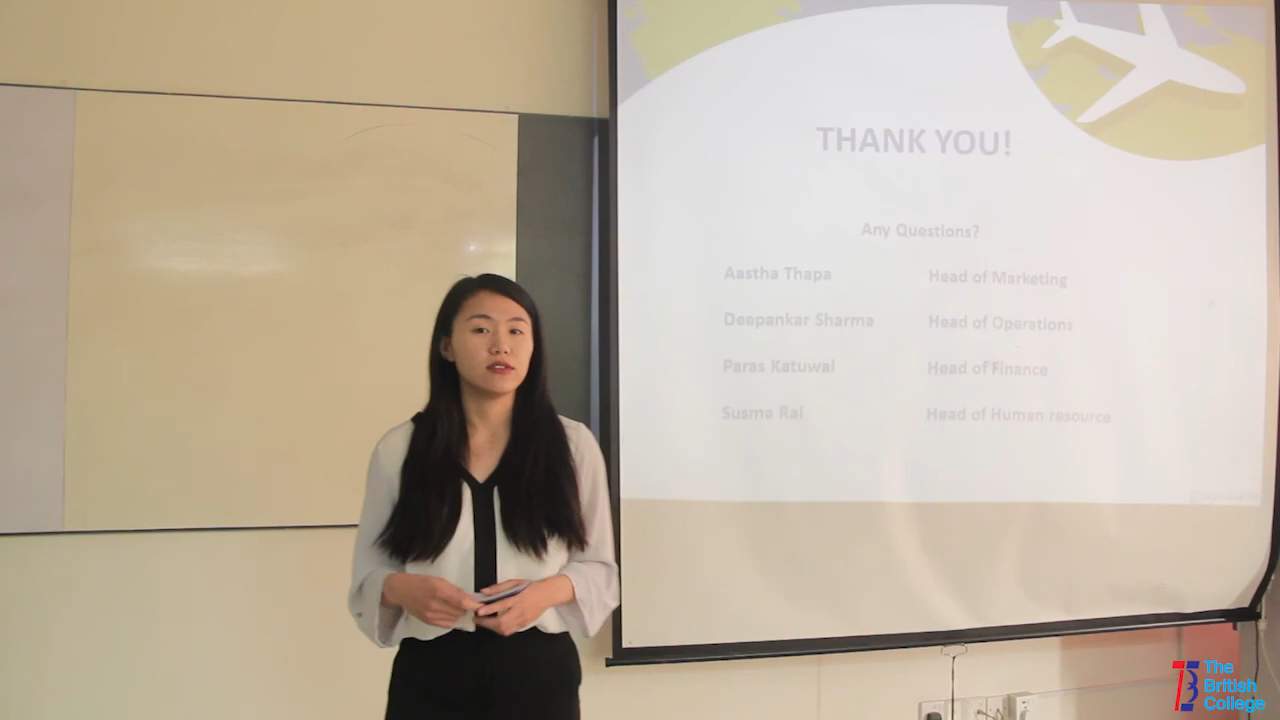 THANK YOU!
Any Questions?
Aastha Thapa Head of Marketing
Deepankar Sharma Head of Operations
Paras Katuwal Head of Finance
Susma Rai Head of Human resource
The
British
College